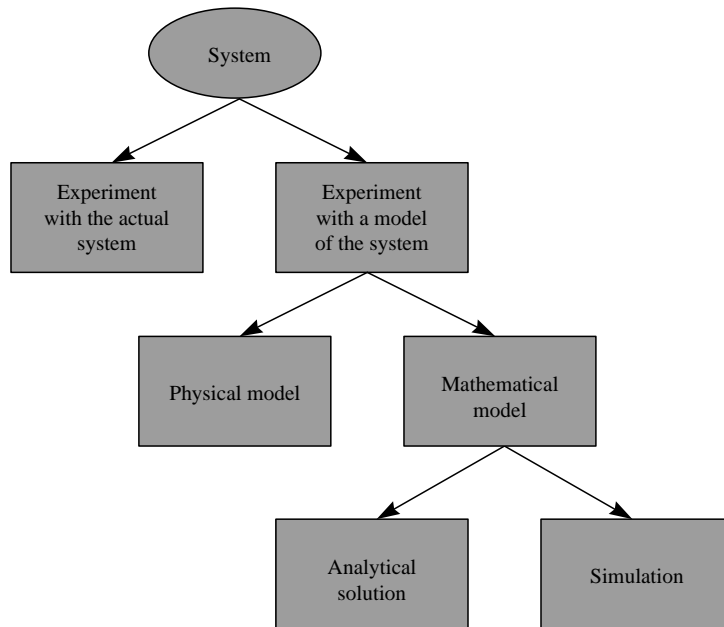 System
Experiment
with the actual
system
Experiment
with a model
of the system
Physical model
Mathematical
model
Analytical
solution
Simulation